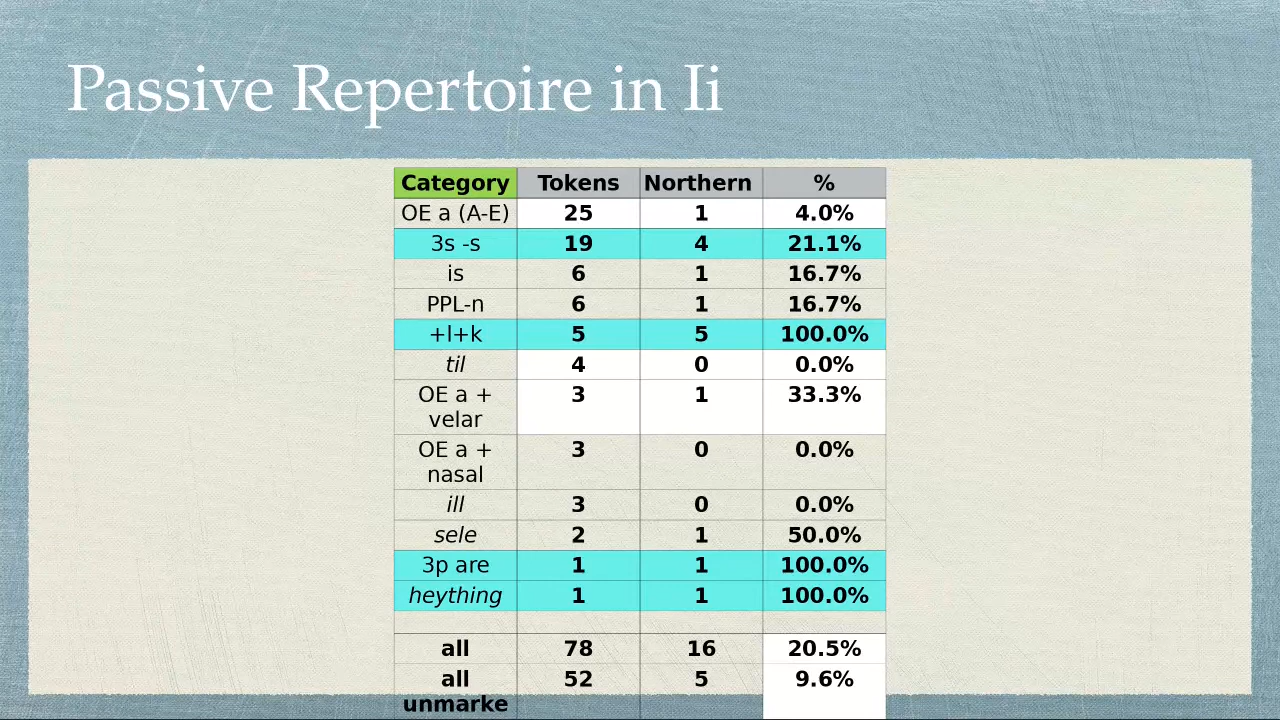 Passive Repertoire in Ii
Category Tokens Northern %
OE a (A-E) 25 1 4.0%
3s -s 19 4 21.1%
is 6 1 16.7%
PPL-n 6 1 16.7%
+l+k 5 5 100.0%
til 4 0 0.0%
OE a + 3 1 33.3%
velar
OE a + 3 0 0.0%
nasal
ill 3 0 0.0%
sele 2 1 50.0%
3p are 1 1 100.0%
heything 1 1 100.0%
all 78 16 20.5%
all 52 5 9.6%
unmarke